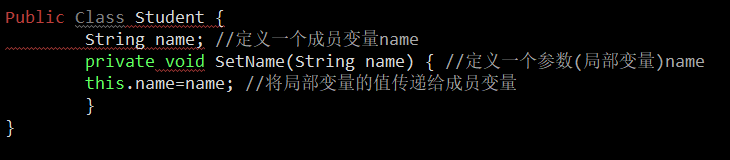 Public Class Student {
String name; //定义一个成员变量name
private void SetName(String name) { //定义一个参数(局部变量)name
this.name=name; //将局部变量的值传递给成员变量
}
}